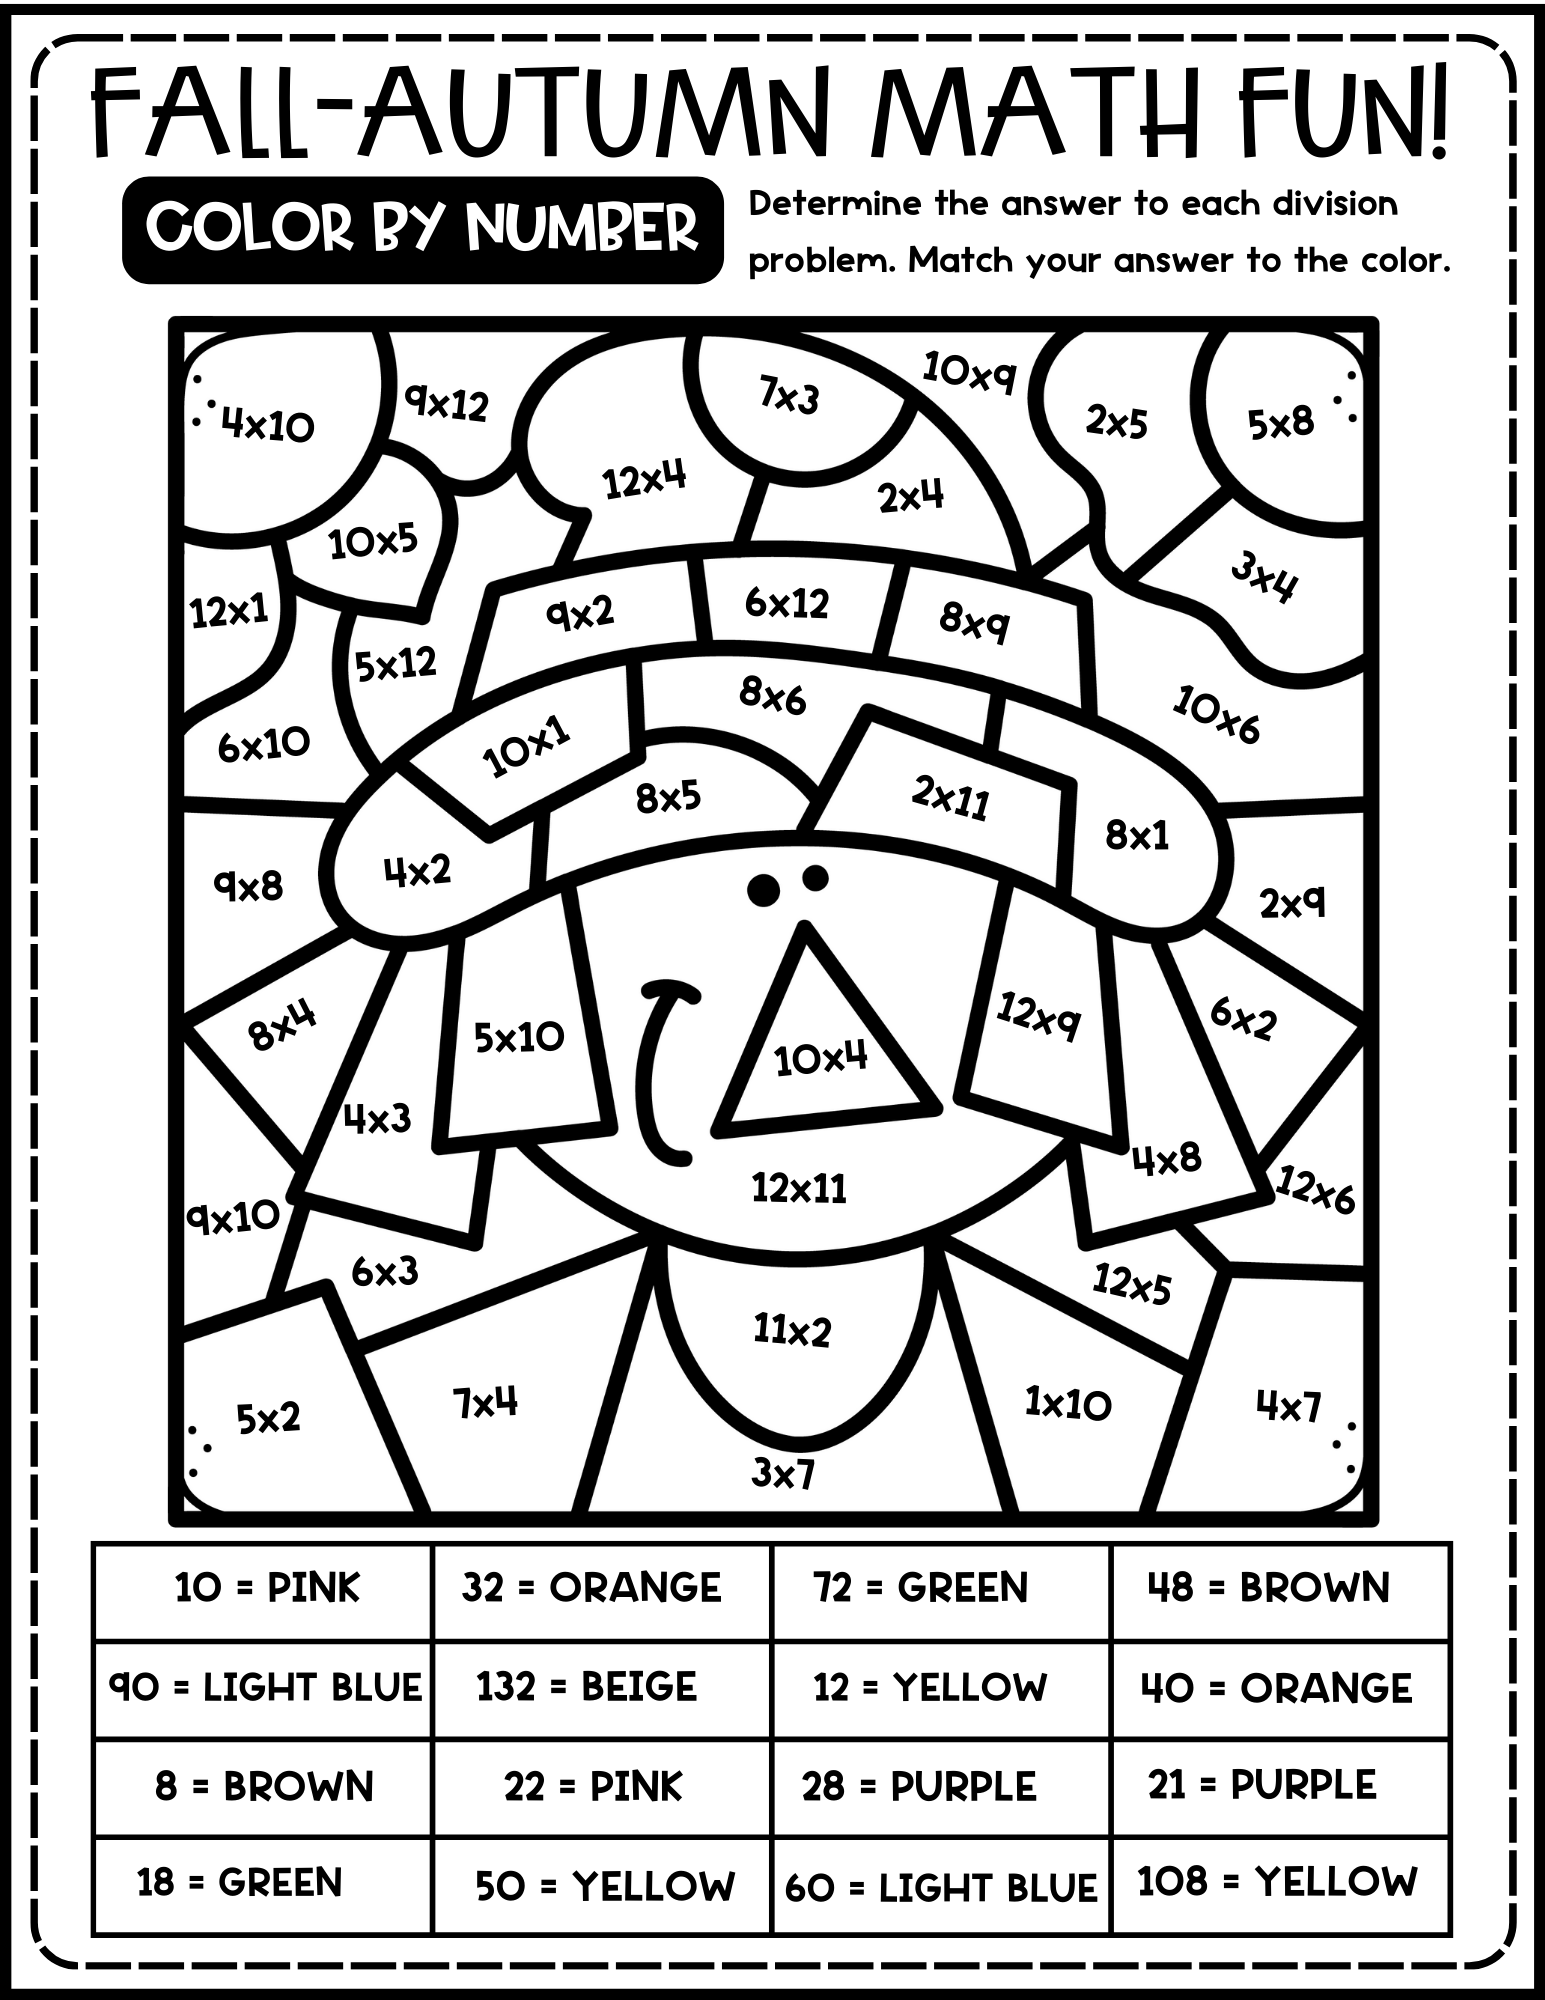 FALL-AUTUMN MATH FUN!
COLOR BY NUMBER
Determine the answer to each division
problem. Match your answer to the color.
4x10
9x12
7x3
10x9
2x5
5x8
12x4
2x4
10x5
3x4
12x1
9x2
6x12
8x9
5x12
8x6
10x6
6x10
10x1
8x5
2x11
8x1
4x2
9x8
2x9
8x4
5x10
12x9
6x2
10x4
4x3
4x8
12x11
12x6
9x10
6x3
12x5
11x2
5x2
7x4
1x10
4x7
3x7
10 = PINK
32 = ORANGE
72 = GREEN
48 = BROWN
90 = LIGHT BLUE
132 = BEIGE
12 = YELLOW
40 = ORANGE
8 = BROWN
22 = PINK
28 = PURPLE
21 = PURPLE
18 = GREEN
50 = YELLOW
60 = LIGHT BLUE
108 = YELLOW